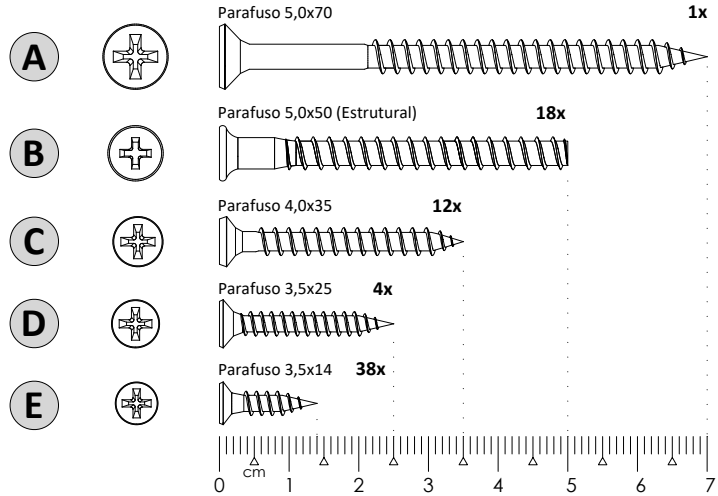 Parafuso 5,0x70 1x
A
Parafuso 5,0x50 (Estrutural) 18x
B
Parafuso 4,0x35 12x
C
Parafuso 3,5x25 4x
D
Parafuso 3,5x14 38x
E
cm
0 1 2 3 4 5 6 7